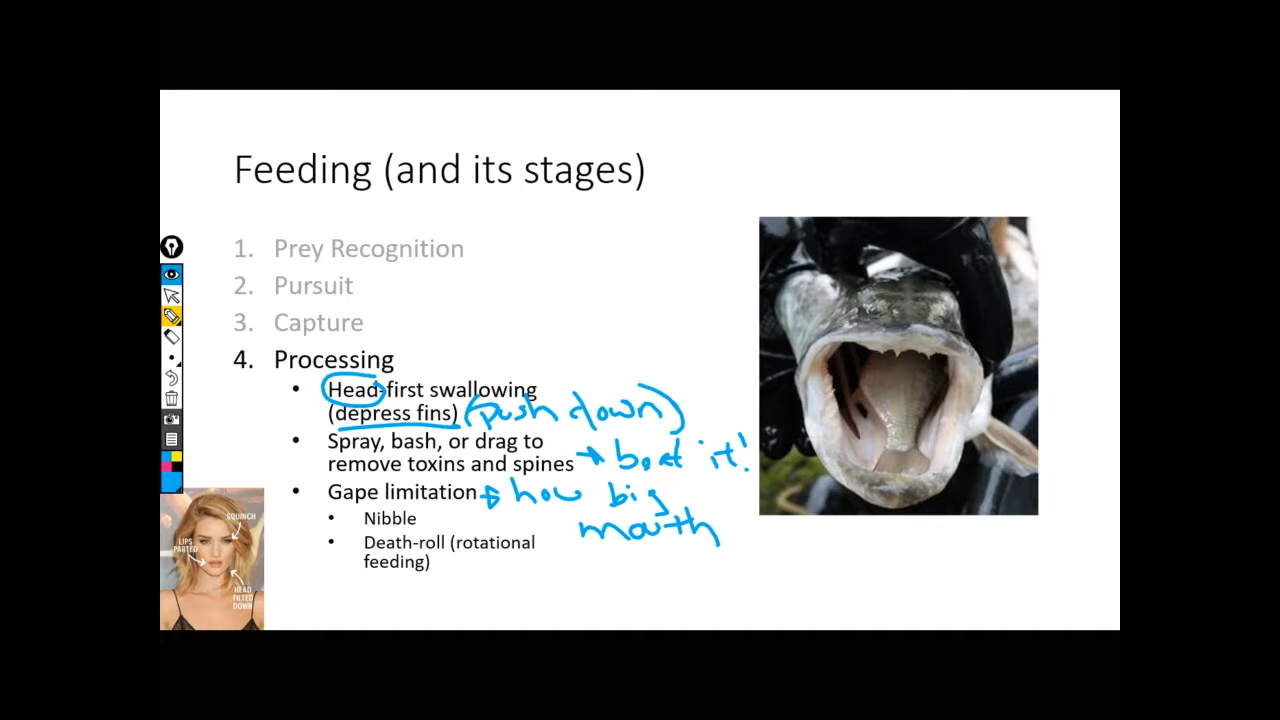 Feeding (and its stages)
1. Prey Recognition
2. Pursuit
3. Capture
4. Processing
• Head-first swallowing
(depress fins) (push down)
• Spray, bash, or drag to
remove toxins and spines → beat it!
• Gape limitation → how big
mouth
• Nibble
• Death-roll (rotational
feeding)
SQUINCH
LIPS
PARTED
HEAD
TILTED
DOWN